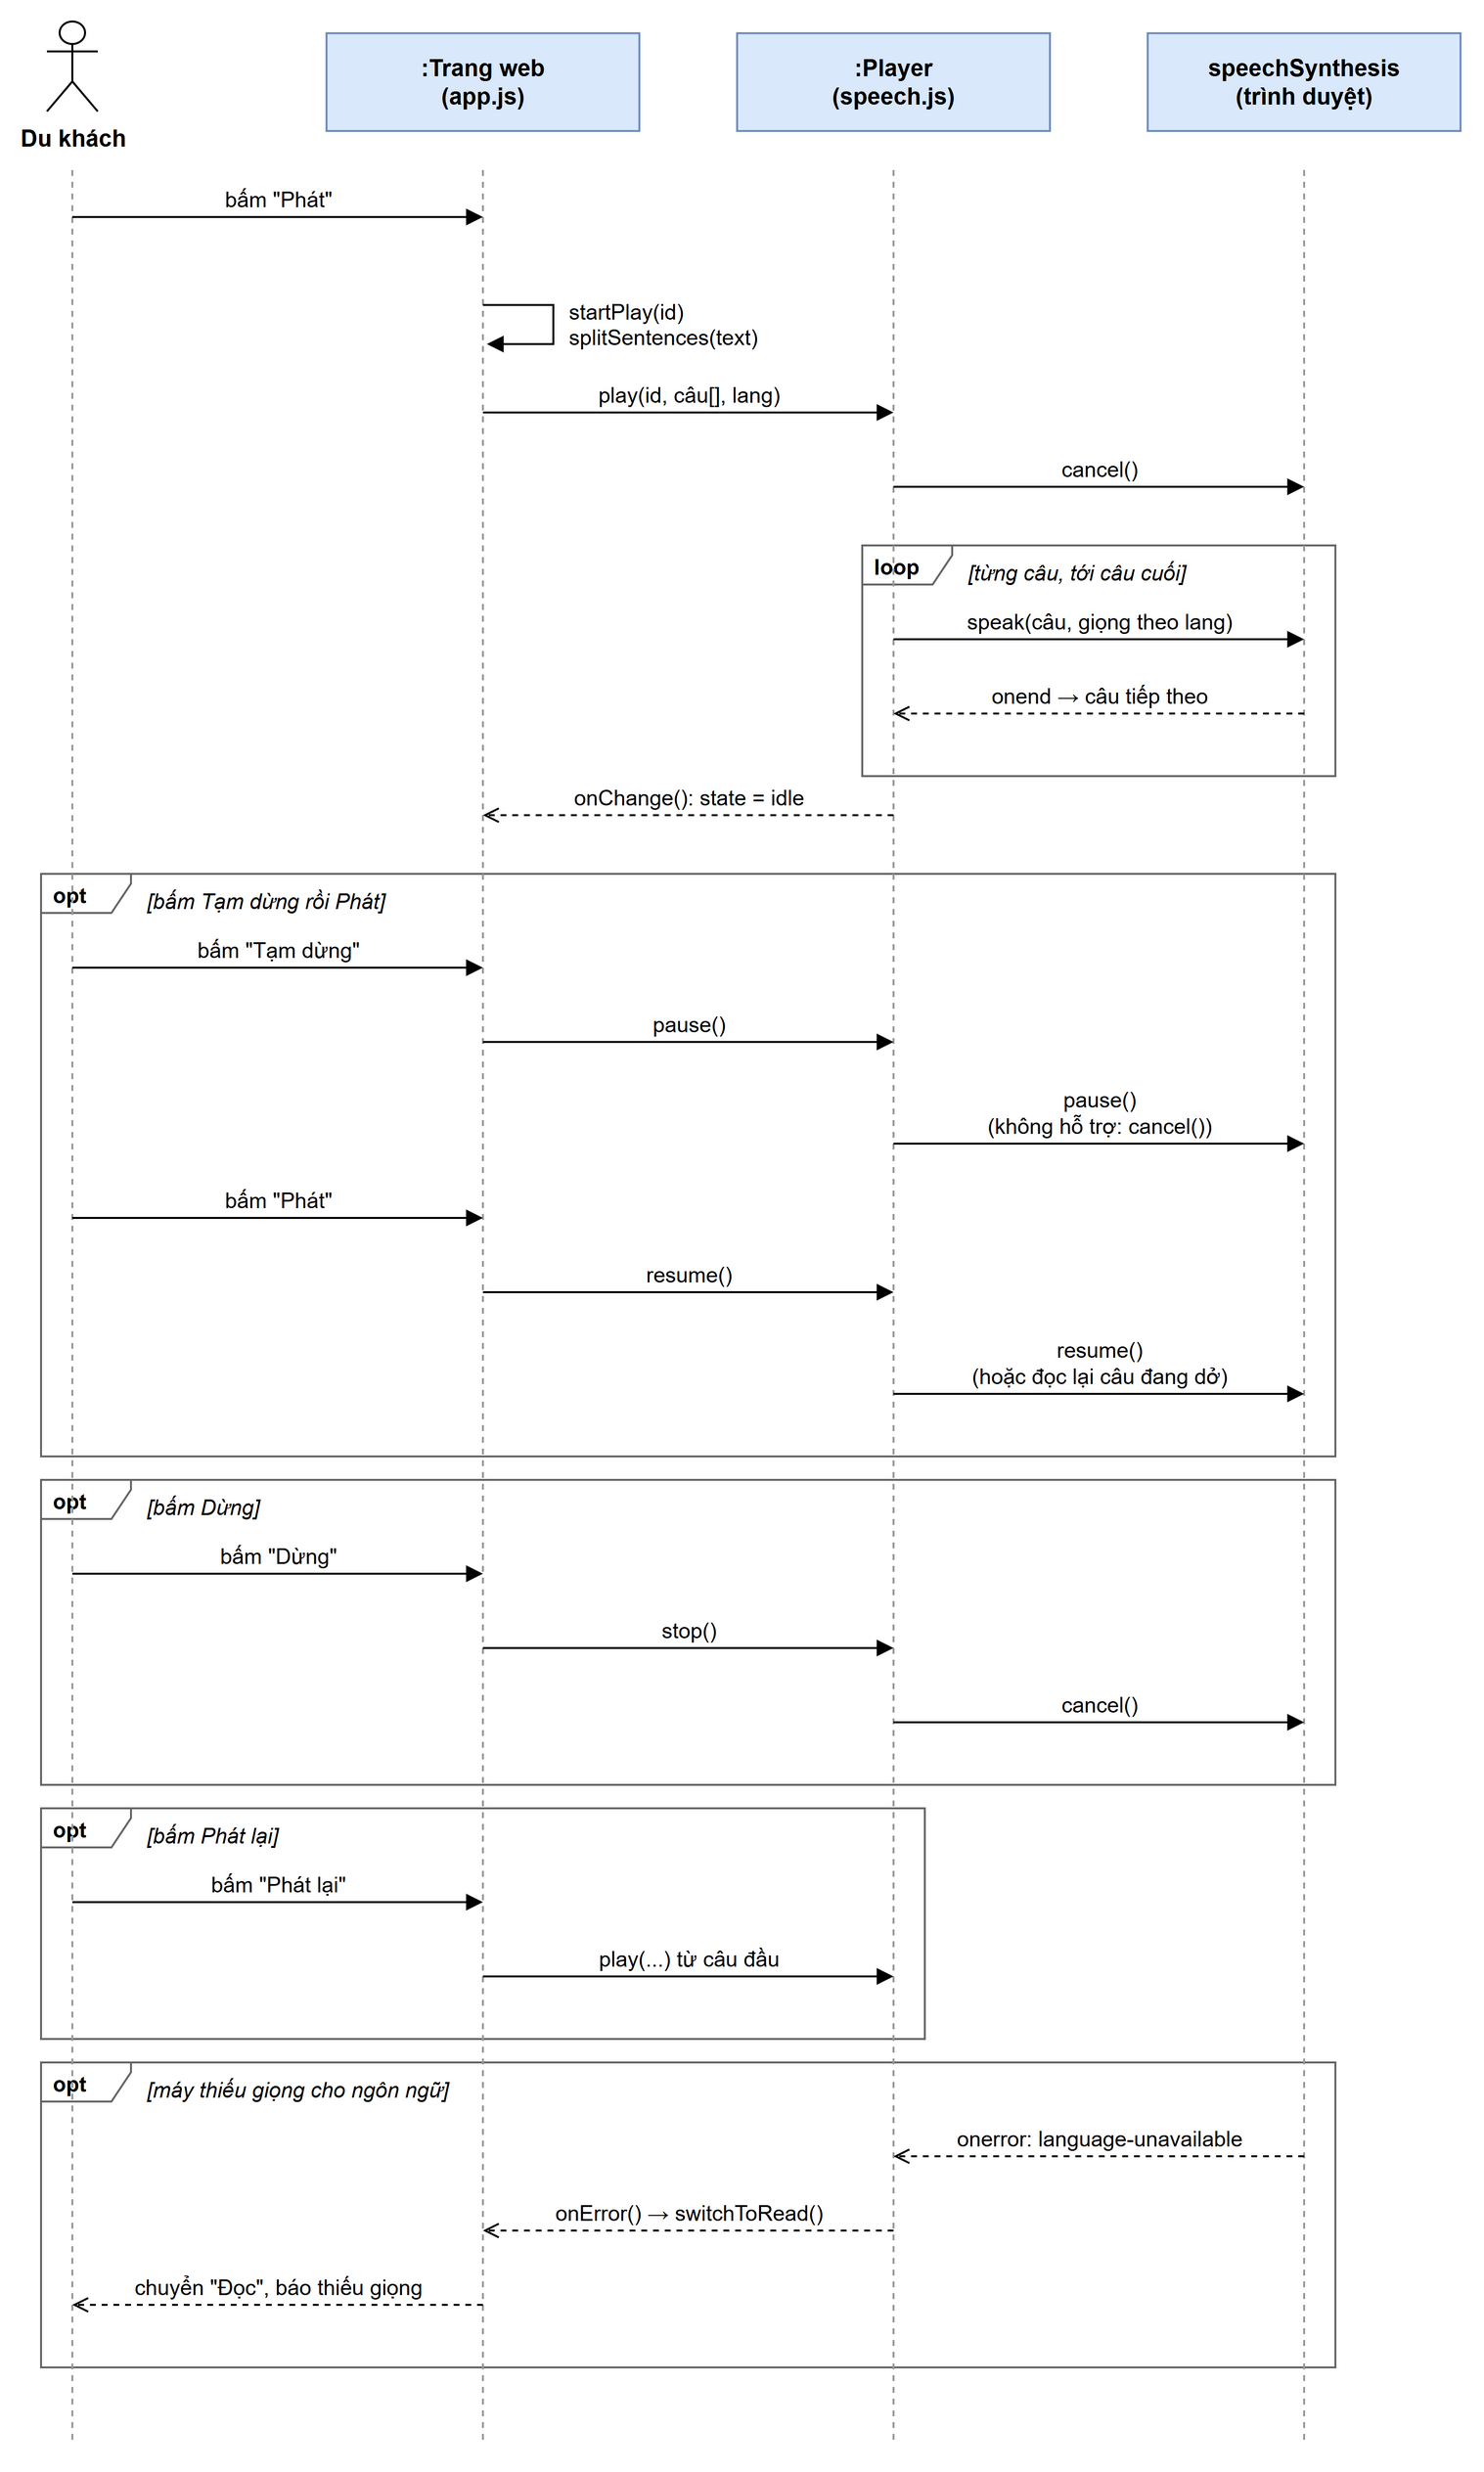 Du khách
:Trang web
(app.js)
:Player
(speech.js)
speechSynthesis
(trình duyệt)
bấm "Phát"
startPlay(id)
splitSentences(text)
play(id, câu[], lang)
cancel()
loop
[từng câu, tới câu cuối]
speak(câu, giọng theo lang)
onend → câu tiếp theo
onChange(): state = idle
opt
[bấm Tạm dừng rồi Phát]
bấm "Tạm dừng"
pause()
pause()
(không hỗ trợ: cancel())
bấm "Phát"
resume()
resume()
(hoặc đọc lại câu đang dở)
opt
[bấm Dừng]
bấm "Dừng"
stop()
cancel()
opt
[bấm Phát lại]
bấm "Phát lại"
play(...) từ câu đầu
opt
[máy thiếu giọng cho ngôn ngữ]
onerror: language-unavailable
onError() → switchToRead()
chuyển "Đọc", báo thiếu giọng